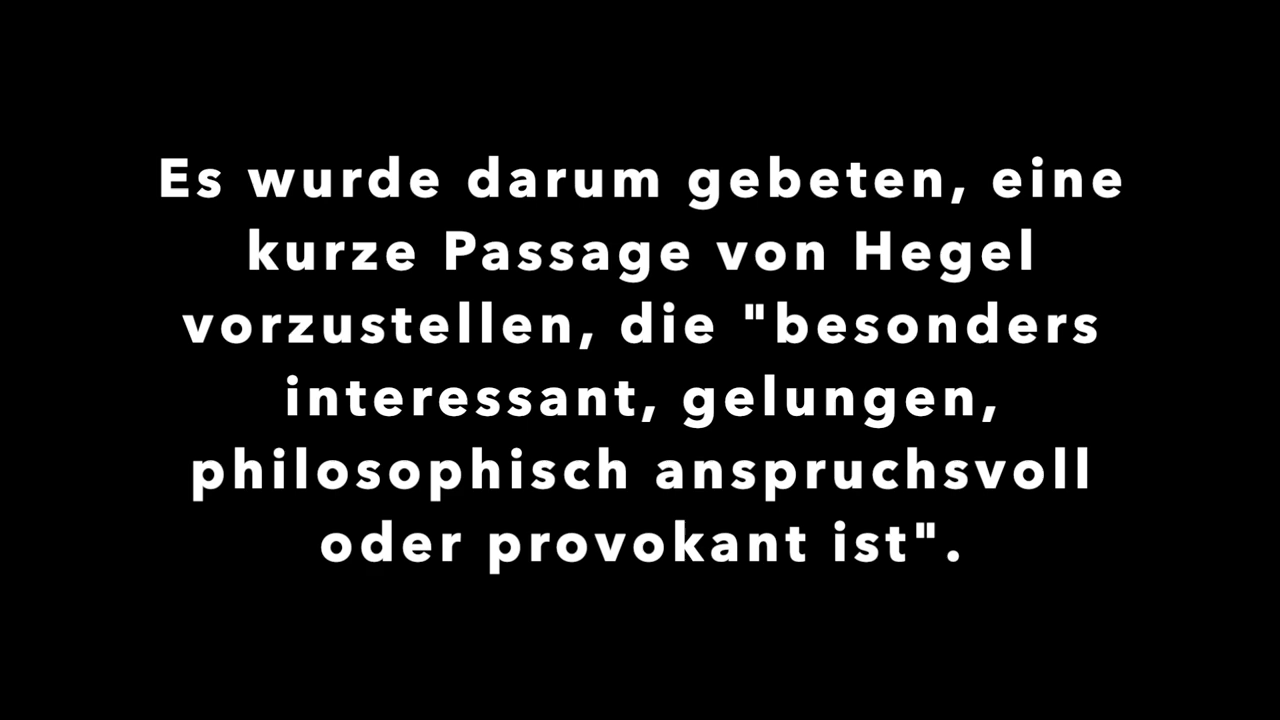 Es wurde darum gebeten, eine
kurze Passage von Hegel
vorzustellen, die "besonders
interessant, gelungen,
philosophisch anspruchsvoll
oder provokant ist".